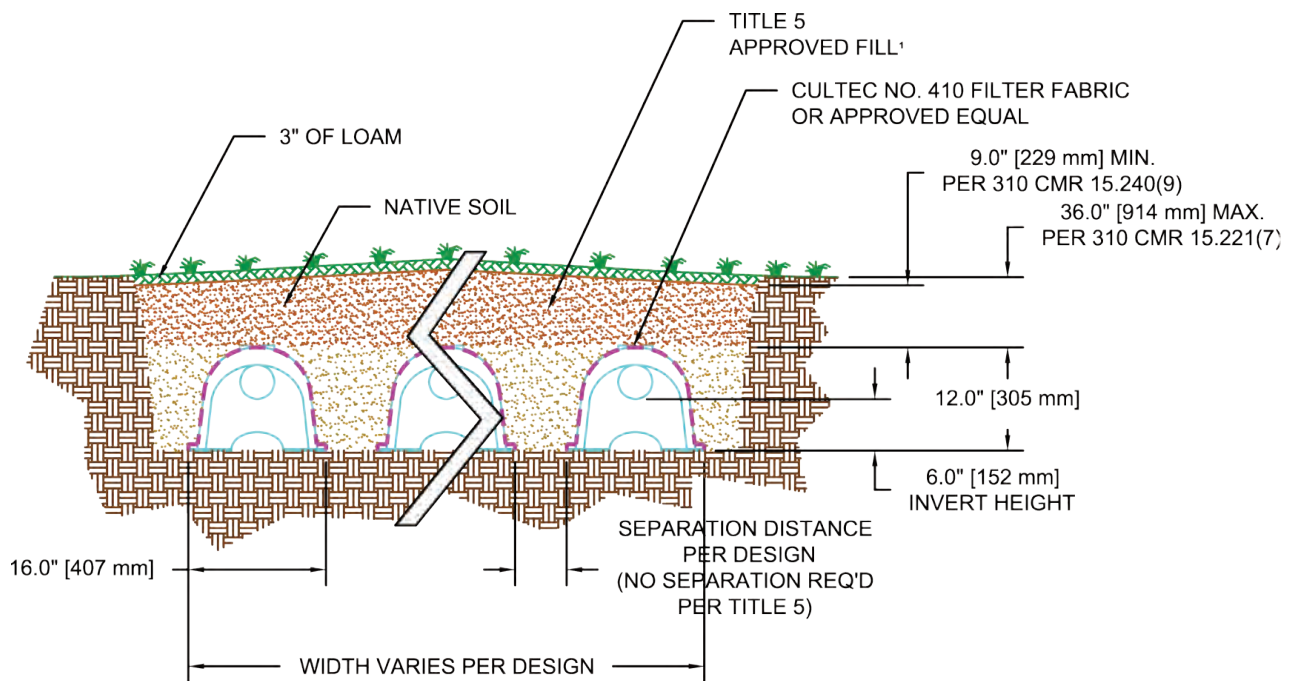 TITLE 5
APPROVED FILL¹
CULTEC NO. 410 FILTER FABRIC
OR APPROVED EQUAL
3" OF LOAM
9.0" [229 mm] MIN.
PER 310 CMR 15.240(9)
NATIVE SOIL
36.0" [914 mm] MAX.
PER 310 CMR 15.221(7)
12.0" [305 mm]
6.0" [152 mm]
INVERT HEIGHT
SEPARATION DISTANCE
PER DESIGN
(NO SEPARATION REQ'D
PER TITLE 5)
16.0" [407 mm]
WIDTH VARIES PER DESIGN